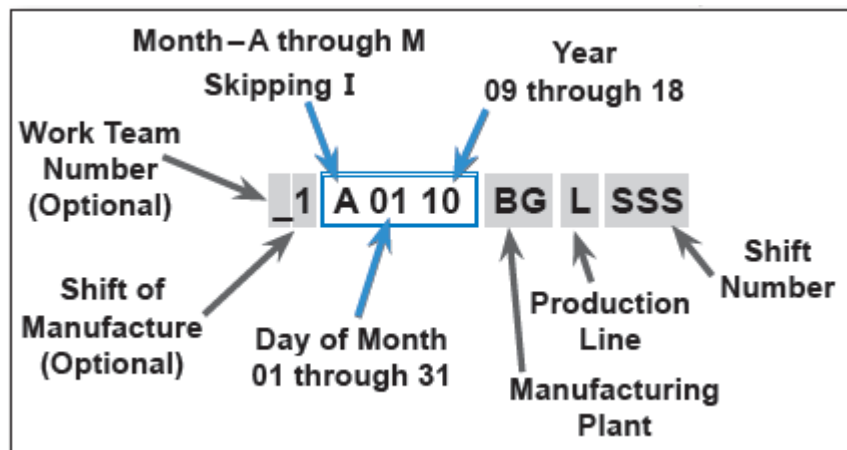 Month–A through M
Skipping I
Year
09 through 18
Work Team
Number
(Optional)
_1 A 01 10 BG L SSS
Shift of
Manufacture
(Optional)
Day of Month
01 through 31
Production
Line
Shift
Number
Manufacturing
Plant